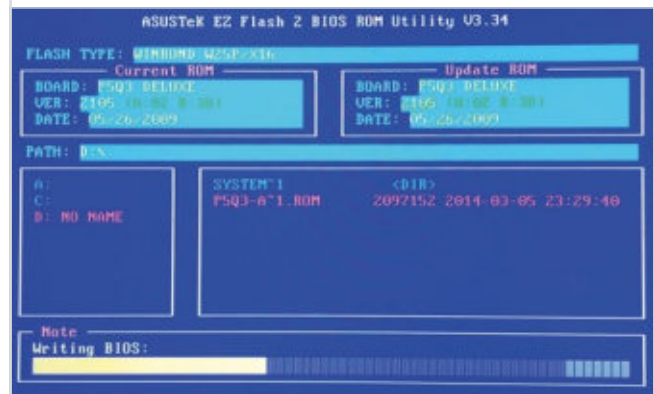 ASUSTeK EZ Flash 2 BIOS ROM Utility V3.34
FLASH TYPE: WINBOND W25P/X16
Current ROM
BOARD: P5Q3 DELUXE
VER: 2105
DATE: 05/26/2009
Update ROM
BOARD: P5Q3 DELUXE
VER: 2105
DATE: 05/26/2009
PATH: D:\
A:
C:
D: NO NAME
SYSTEM~1 <DIR>
P5Q3-A~1.ROM 2097152 2014-03-05 23:29:40
Note
Writing BIOS: